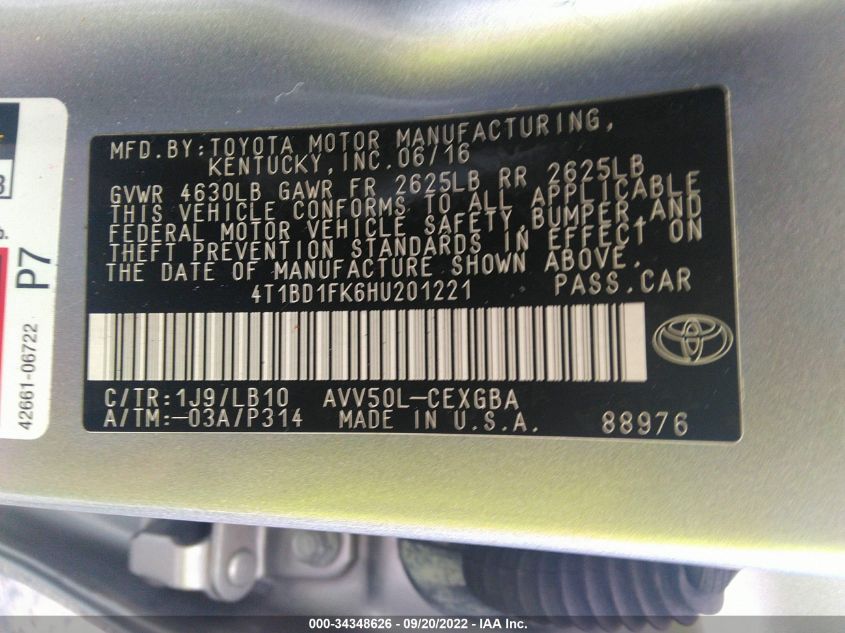 MFD.BY:TOYOTA MOTOR MANUFACTURING,
KENTUCKY,INC.06/16
GVWR 4630LB GAWR FR 2625LB RR 2625LB
THIS VEHICLE CONFORMS TO ALL APPLICABLE
FEDERAL MOTOR VEHICLE SAFETY,BUMPER,AND
THEFT PREVENTION STANDARDS IN EFFECT ON
THE DATE OF MANUFACTURE SHOWN ABOVE.
4T1BD1FK6HU201221 PASS.CAR
C/TR:1J9/LB10 AVV50L-CEXGBA
A/TM:-03A/P314 MADE IN U.S.A. 88976
P7
42661-06722
000-34348626 - 09/20/2022 - IAA Inc.